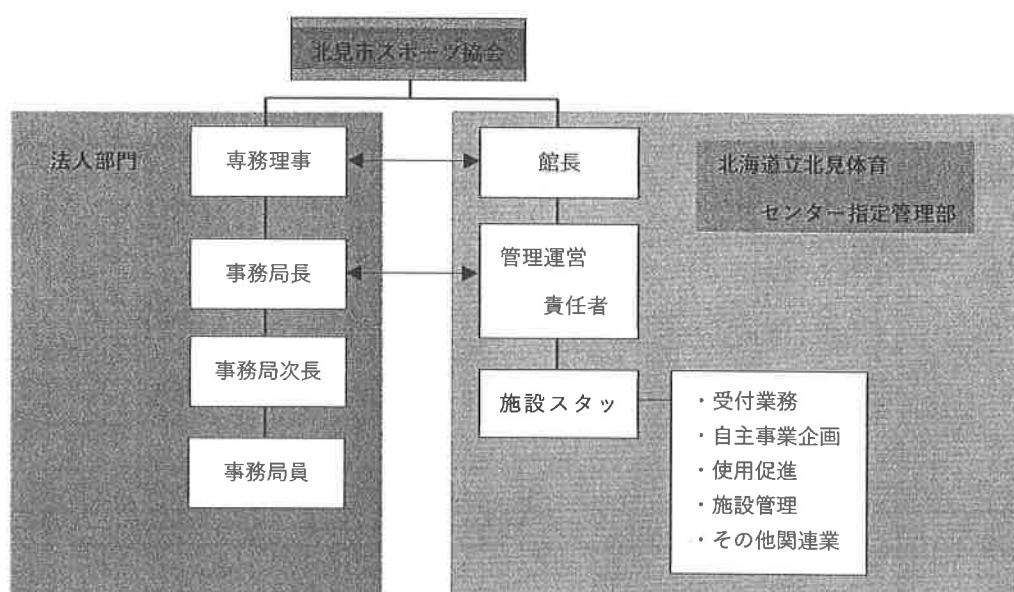 北見市スポーツ協会
法人部門
専務理事
事務局長
事務局次長
事務局員
館長
北海道立北見体育
センター指定管理部
管理運営
責任者
施設スタッ
・受付業務
・自主事業企画
・使用促進
・施設管理
・その他関連業